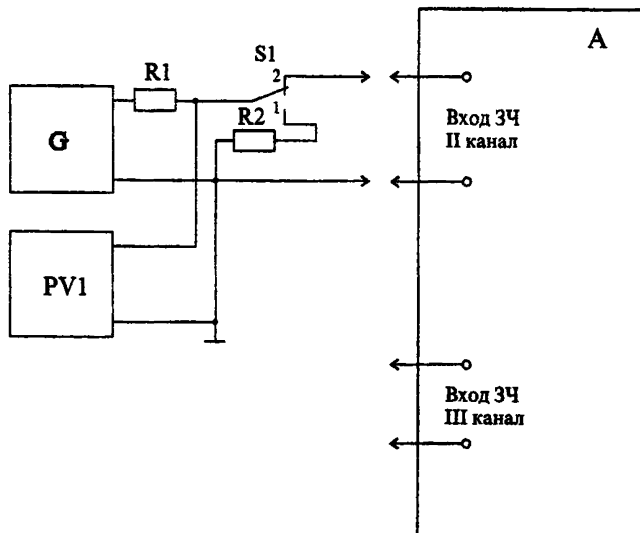 A
S1
R1
2
1
R2
G
Вход ЗЧ
II канал
PV1
Вход ЗЧ
III канал